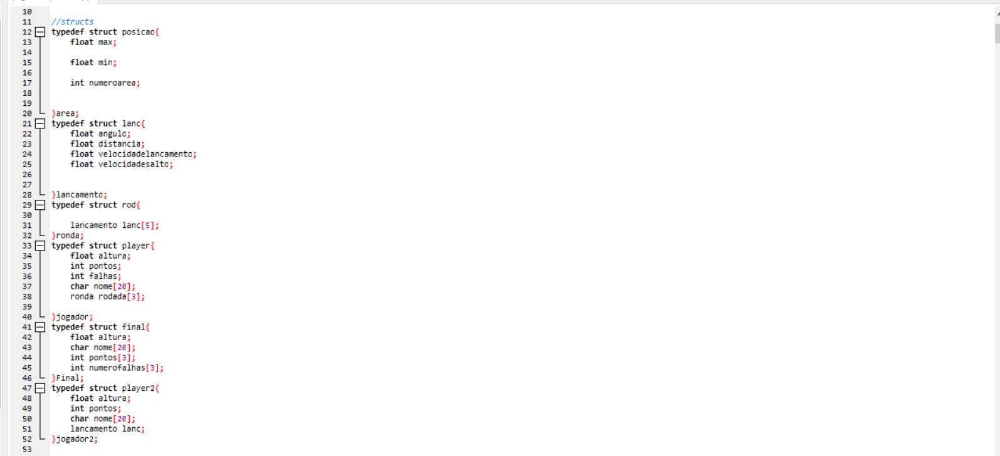 10
11 //structs
12 typedef struct posicao{
13 float max;
14
15 float min;
16
17 int numeroarea;
18
19
20 }area;
21 typedef struct lanc{
22 float angulo;
23 float distancia;
24 float velocidadelancamento;
25 float velocidadesalto;
26
27
28 }lancamento;
29 typedef struct rod{
30
31 lancamento lanc[5];
32 }ronda;
33 typedef struct player{
34 float altura;
35 int pontos;
36 int falhas;
37 char nome[20];
38 ronda rodada[3];
39
40 }jogador;
41 typedef struct final{
42 float altura;
43 char nome[20];
44 int pontos[3];
45 int numerofalhas[3];
46 }Final;
47 typedef struct player2{
48 float altura;
49 int pontos;
50 char nome[20];
51 lancamento lanc;
52 }jogador2;
53